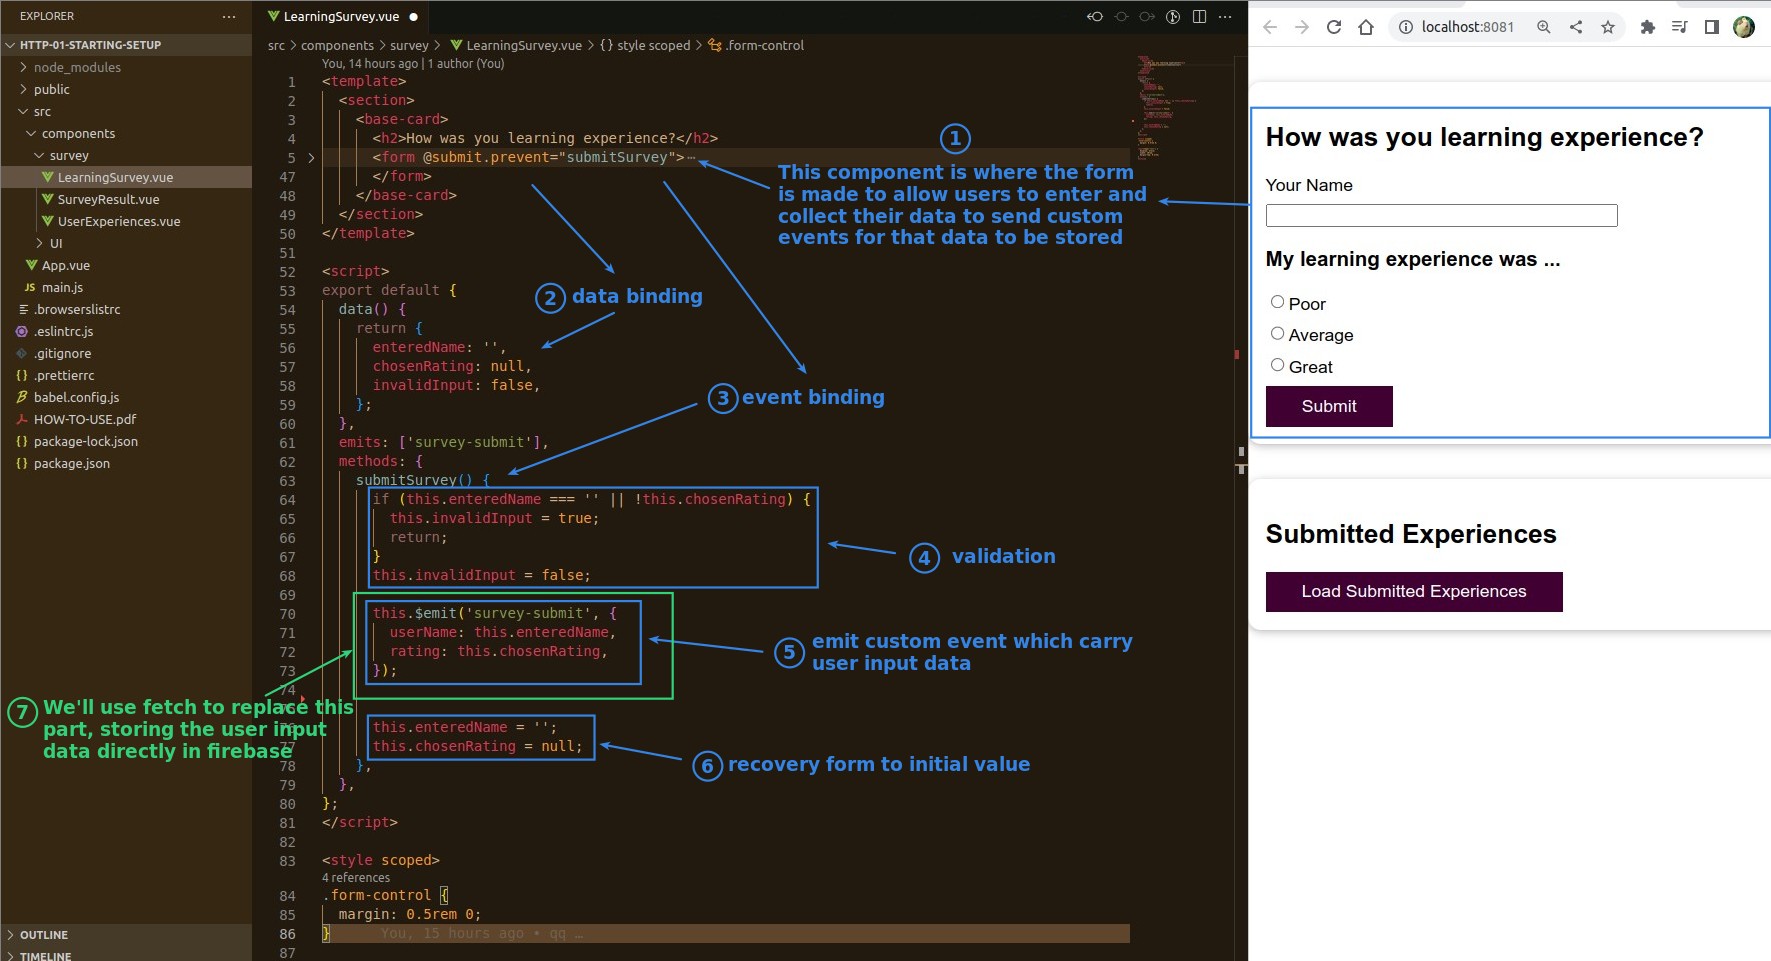 EXPLORER
HTTP-01-STARTING-SETUP
node_modules
public
src
components
survey
LearningSurvey.vue
SurveyResult.vue
UserExperiences.vue
UI
App.vue
JS main.js
.browserslistrc
.eslintrc.js
.gitignore
{} .prettierrc
babel.config.js
HOW-TO-USE.pdf
{} package-lock.json
{} package.json
OUTLINE
TIMELINE
LearningSurvey.vue
src > components > survey > LearningSurvey.vue > {} style scoped > .form-control
You, 14 hours ago | 1 author (You)
1 <template>
2 <section>
3 <base-card>
4 <h2>How was you learning experience?</h2>
5 <form @submit.prevent="submitSurvey">⋯
47 </form>
48 </base-card>
49 </section>
50 </template>
51
52 <script>
53 export default {
54 data() {
55 return {
56 enteredName: '',
57 chosenRating: null,
58 invalidInput: false,
59 };
60 },
61 emits: ['survey-submit'],
62 methods: {
63 submitSurvey() {
64 if (this.enteredName === '' || !this.chosenRating) {
65 this.invalidInput = true;
66 return;
67 }
68 this.invalidInput = false;
69
70 this.$emit('survey-submit', {
71 userName: this.enteredName,
72 rating: this.chosenRating,
73 });
74
this.enteredName = '';
77 this.chosenRating = null;
78 },
79 },
80 };
81 </script>
82
83 <style scoped>
4 references
84 .form-control {
85 margin: 0.5rem 0;
86 } You, 15 hours ago • qq …
87
1
This component is where the form
is made to allow users to enter and
collect their data to send custom
events for that data to be stored
2 data binding
3 event binding
4 validation
5 emit custom event which carry
user input data
6 recovery form to initial value
7 We'll use fetch to replase this
part, storing the user input
data directly in firebase
localhost:8081
How was you learning experience?
Your Name
My learning experience was ...
Poor
Average
Great
Submit
Submitted Experiences
Load Submitted Experiences